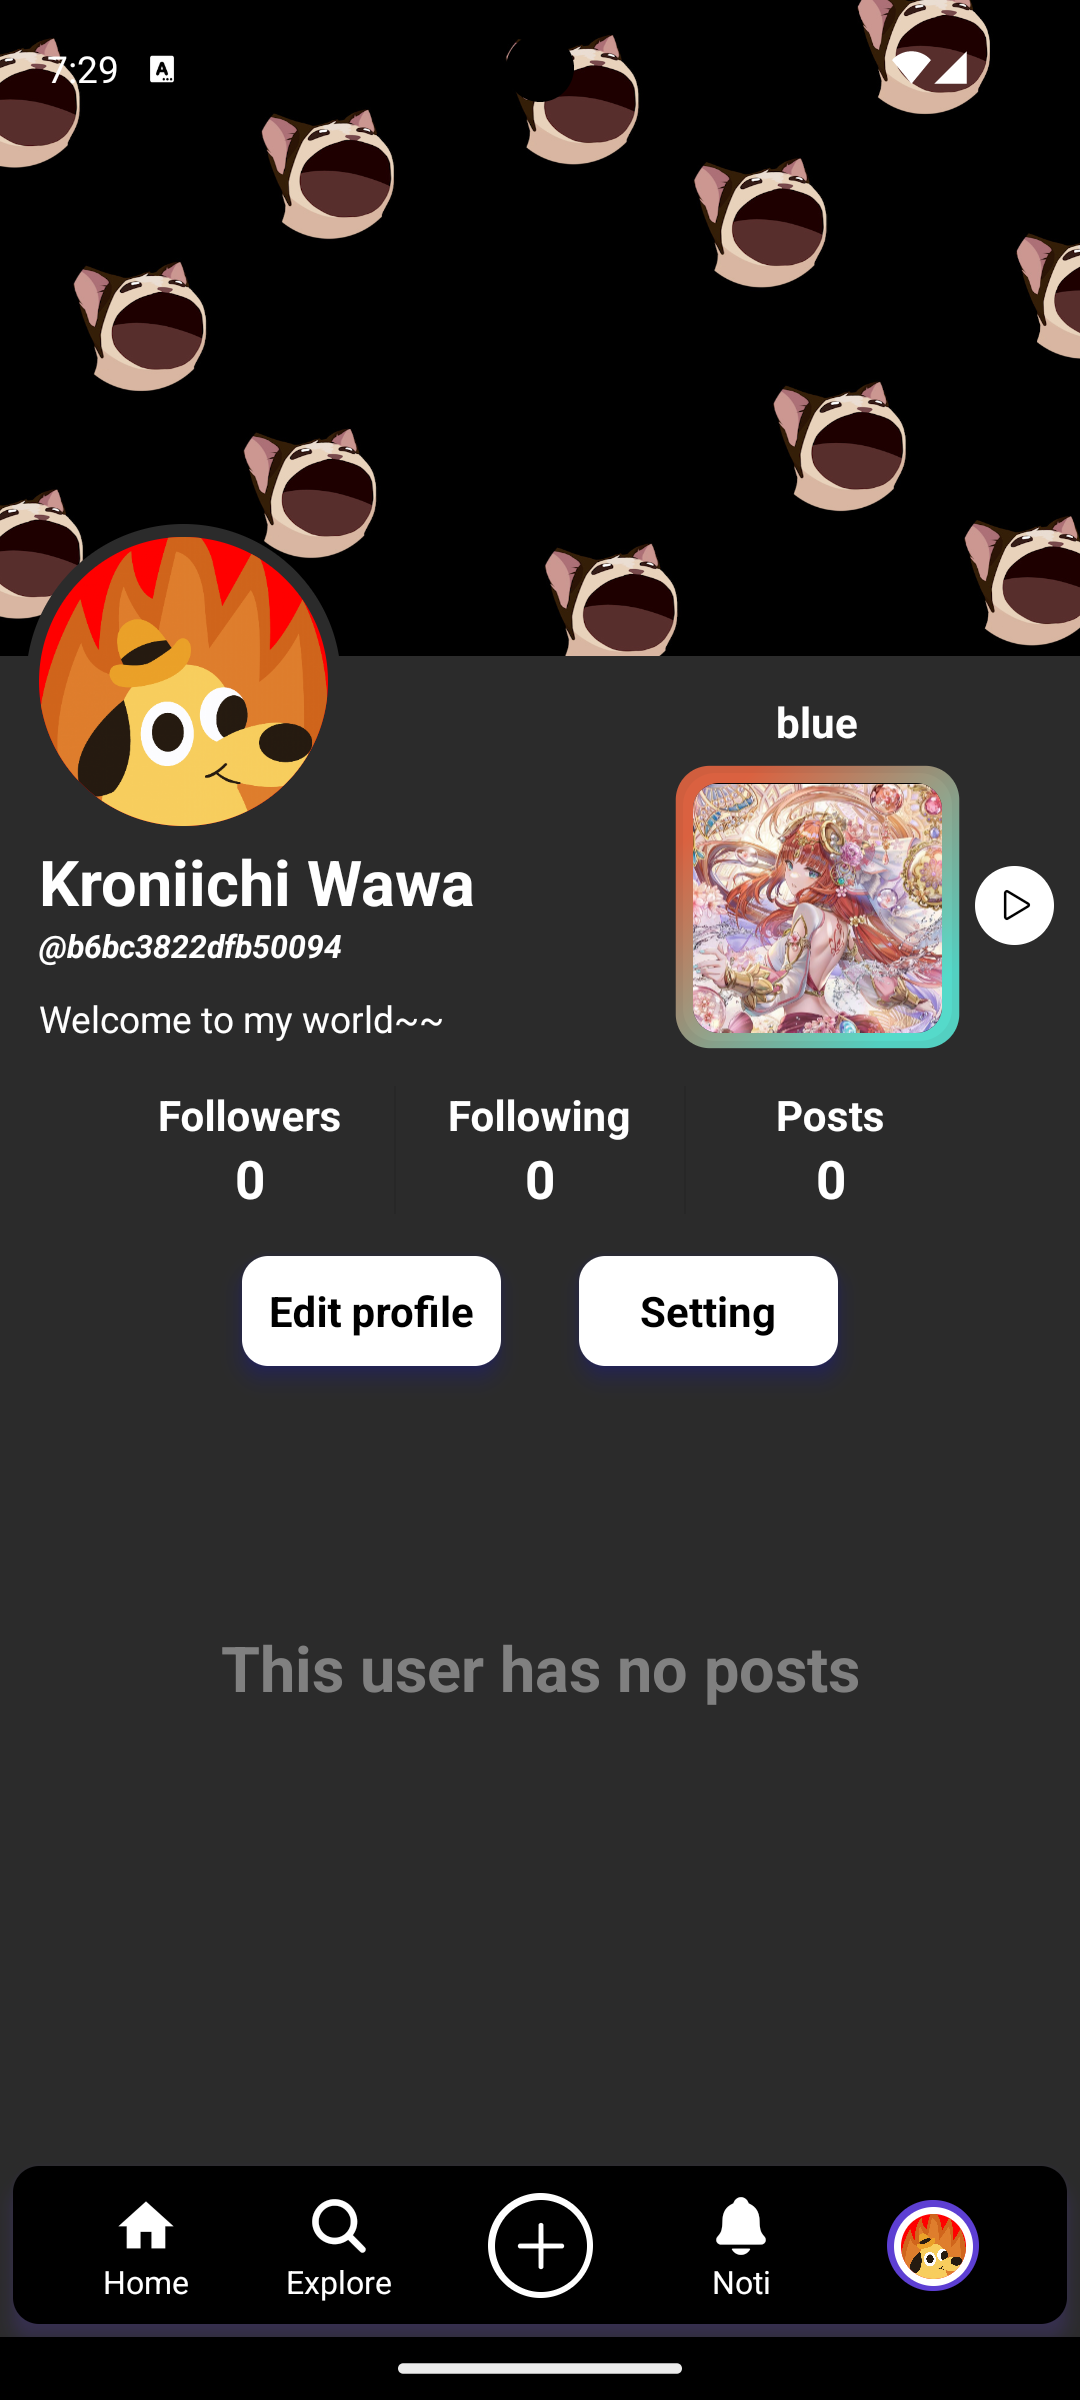 7:29
A
blue
Kroniichi Wawa
@b6bc3822dfb50094
Welcome to my world~~
Followers
Following
Posts
0
0
0
Edit profile
Setting
This user has no posts
Home
Explore
Noti